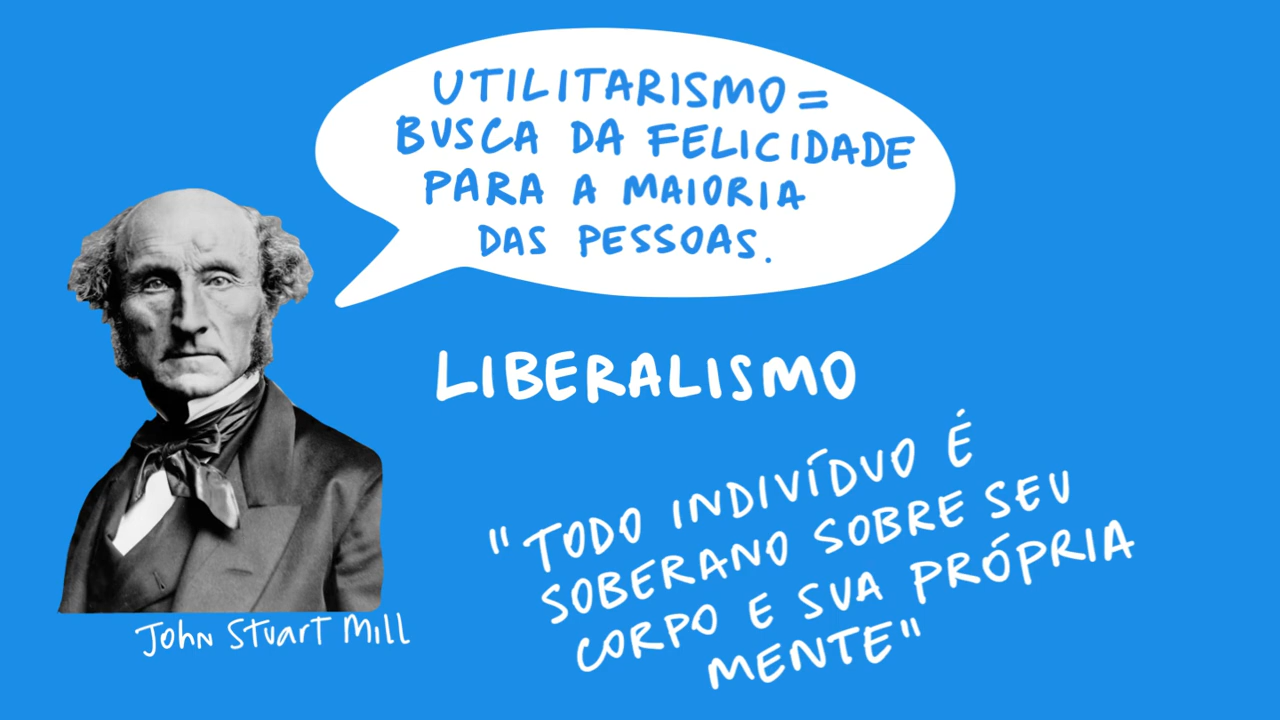 UTILITARISMO =
BUSCA DA FELICIDADE
PARA A MAIORIA
DAS PESSOAS.
LIBERALISMO
"TODO INDIVÍDUO É
SOBERANO SOBRE SEU
CORPO E SUA PRÓPRIA
MENTE"
John Stuart Mill